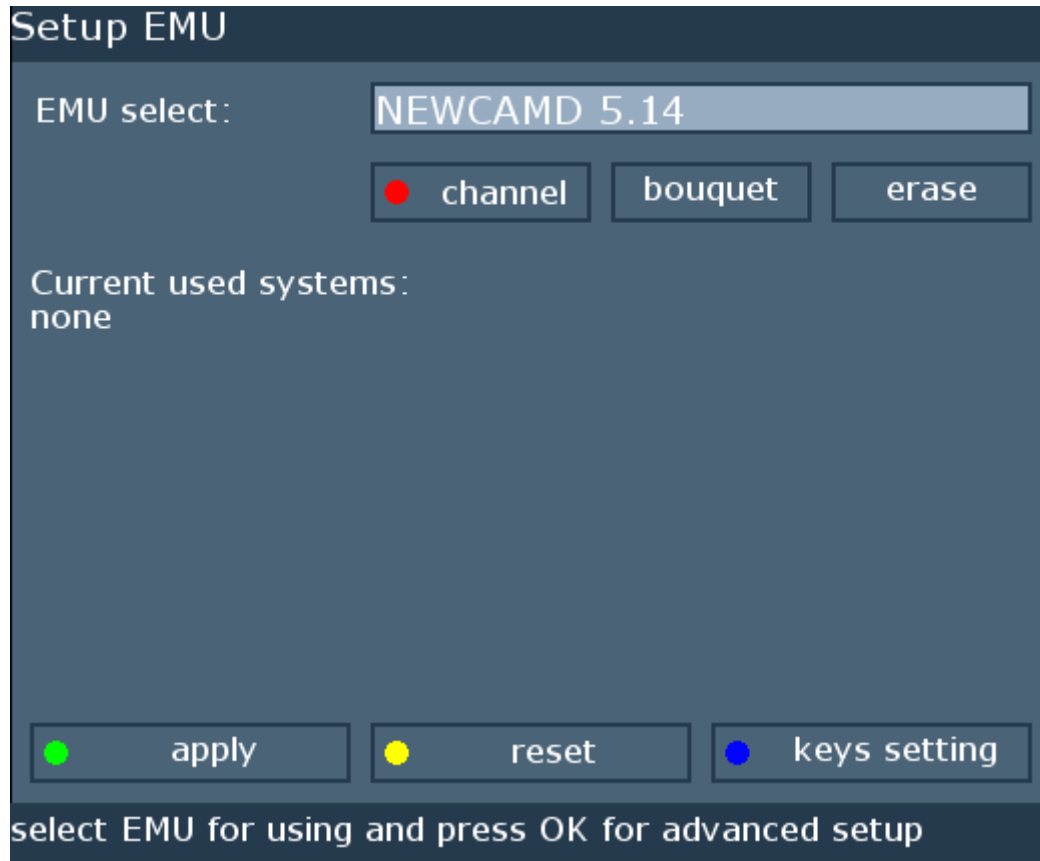 Setup EMU
EMU select:
NEWCAMD 5.14
channel
bouquet
erase
Current used systems:
none
apply
reset
keys setting
select EMU for using and press OK for advanced setup